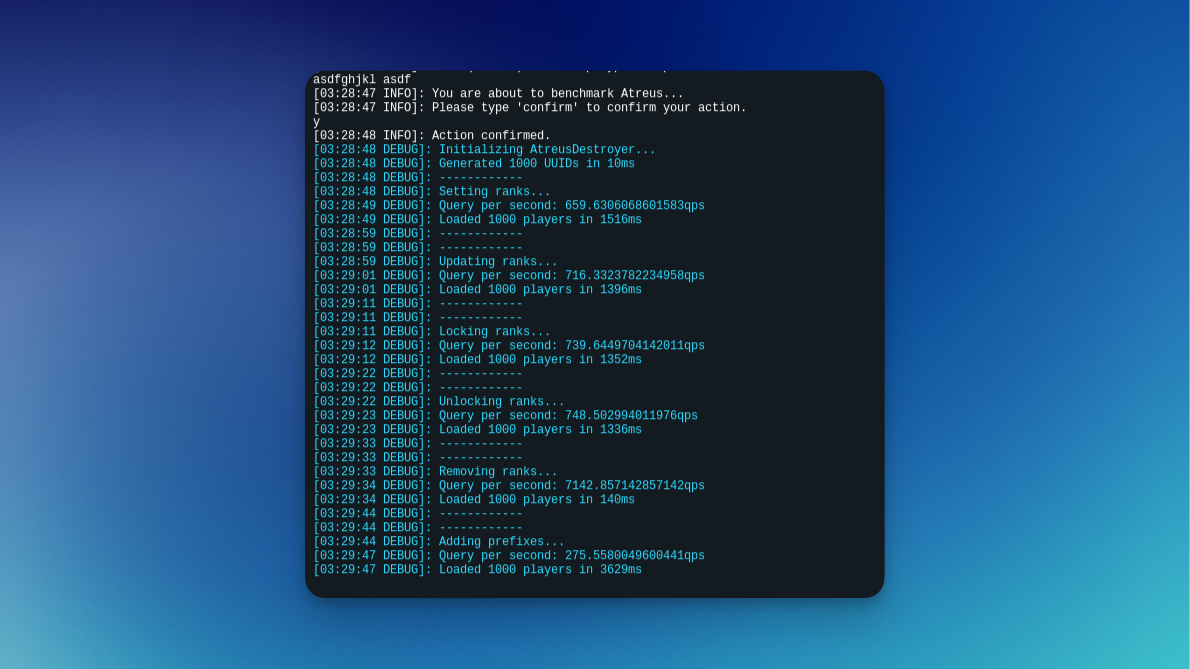 asdfghjkl asdf
[03:28:47 INFO]: You are about to benchmark Atreus...
[03:28:47 INFO]: Please type 'confirm' to confirm your action.
y
[03:28:48 INFO]: Action confirmed.
[03:28:48 DEBUG]: Initializing AtreusDestroyer...
[03:28:48 DEBUG]: Generated 1000 UUIDs in 10ms
[03:28:48 DEBUG]: ------------
[03:28:48 DEBUG]: Setting ranks...
[03:28:49 DEBUG]: Query per second: 659.6306068601583qps
[03:28:49 DEBUG]: Loaded 1000 players in 1516ms
[03:28:59 DEBUG]: ------------
[03:28:59 DEBUG]: ------------
[03:28:59 DEBUG]: Updating ranks...
[03:29:01 DEBUG]: Query per second: 716.3323782234958qps
[03:29:01 DEBUG]: Loaded 1000 players in 1396ms
[03:29:11 DEBUG]: ------------
[03:29:11 DEBUG]: ------------
[03:29:11 DEBUG]: Locking ranks...
[03:29:12 DEBUG]: Query per second: 739.6449704142011qps
[03:29:12 DEBUG]: Loaded 1000 players in 1352ms
[03:29:22 DEBUG]: ------------
[03:29:22 DEBUG]: ------------
[03:29:22 DEBUG]: Unlocking ranks...
[03:29:23 DEBUG]: Query per second: 748.502994011976qps
[03:29:23 DEBUG]: Loaded 1000 players in 1336ms
[03:29:33 DEBUG]: ------------
[03:29:33 DEBUG]: ------------
[03:29:33 DEBUG]: Removing ranks...
[03:29:34 DEBUG]: Query per second: 7142.857142857142qps
[03:29:34 DEBUG]: Loaded 1000 players in 140ms
[03:29:44 DEBUG]: ------------
[03:29:44 DEBUG]: ------------
[03:29:44 DEBUG]: Adding prefixes...
[03:29:47 DEBUG]: Query per second: 275.5580049600441qps
[03:29:47 DEBUG]: Loaded 1000 players in 3629ms